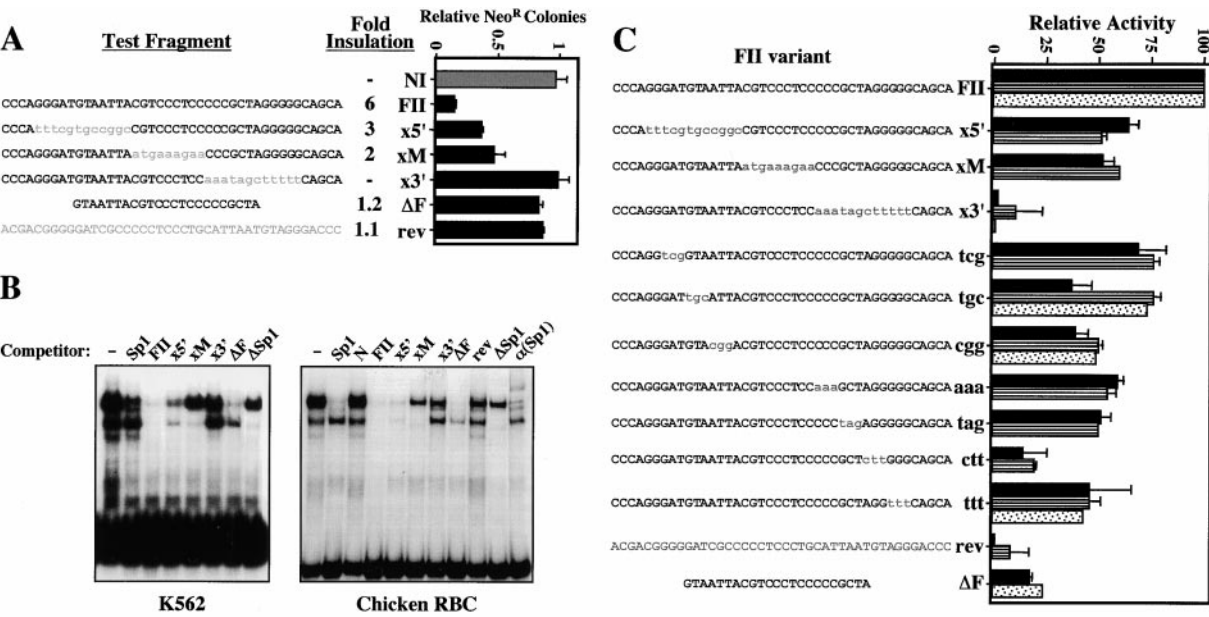 A
Test Fragment
Fold
Insulation
Relative Neo^R Colonies
0 0.5 1
- NI
CCCAGGGATGTAATTACGTCCCTCCCCCGCTAGGGGGCAGCA 6 FII
CCCAtttcgtgccggcCGTCCCTCCCCCGCTAGGGGGCAGCA 3 x5'
CCCAGGGATGTAATTAatgaaagaaCCCGCTAGGGGGCAGCA 2 xM
CCCAGGGATGTAATTACGTCCCTCCaaatagctttttCAGCA - x3'
GTAATTACGTCCCTCCCCCGCTA 1.2 ΔF
ACGACGGGGGATCGCCCCCTCCCTGCATTAATGTAGGGACCC 1.1 rev
B
Competitor: - Sp1 FII x5' xM x3' ΔF ΔSp1
- Sp1 N FII x5' xM x3' ΔF rev ΔSp1 α(Sp1)
K562
Chicken RBC
C
FII variant
Relative Activity
0 25 50 75 100
CCCAGGGATGTAATTACGTCCCTCCCCCGCTAGGGGGCAGCA FII
CCCAtttcgtgccggcCGTCCCTCCCCCGCTAGGGGGCAGCA x5'
CCCAGGGATGTAATTAatgaaagaaCCCGCTAGGGGGCAGCA xM
CCCAGGGATGTAATTACGTCCCTCCaaatagctttttCAGCA x3'
CCCAGGtcgGTAATTACGTCCCTCCCCCGCTAGGGGGCAGCA tcg
CCCAGGGATtgcATTACGTCCCTCCCCCGCTAGGGGGCAGCA tgc
CCCAGGGATGTAcggACGTCCCTCCCCCGCTAGGGGGCAGCA cgg
CCCAGGGATGTAATTACGTCCCTCCaaaGCTAGGGGGCAGCA aaa
CCCAGGGATGTAATTACGTCCCTCCCCCtagAGGGGGCAGCA tag
CCCAGGGATGTAATTACGTCCCTCCCCCGCTcttGGGCAGCA ctt
CCCAGGGATGTAATTACGTCCCTCCCCCGCTAGGtttCAGCA ttt
ACGACGGGGGATCGCCCCCTCCCTGCATTAATGTAGGGACCC rev
GTAATTACGTCCCTCCCCCGCTA ΔF